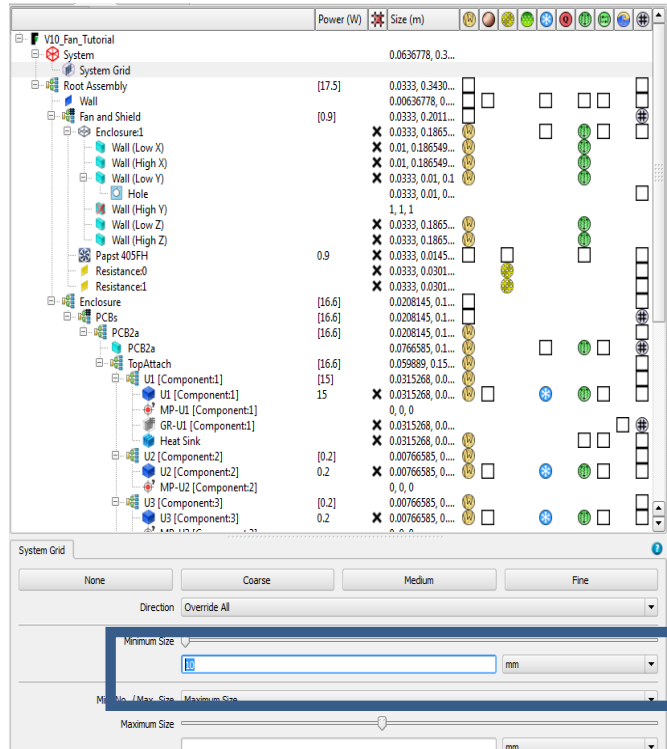 Power (W) Size (m)
V10_Fan_Tutorial
System 0.0636778, 0.3...
System Grid
Root Assembly [17.5] 0.0333, 0.3430...
Wall 0.00636778, 0....
Fan and Shield [0.9] 0.0333, 0.2011...
Enclosure:1 0.0333, 0.1865...
Wall (Low X) 0.01, 0.186549...
Wall (High X) 0.01, 0.186549...
Wall (Low Y) 0.0333, 0.01, 0.1
Hole 0.0333, 0.01, 0...
Wall (High Y) 1, 1, 1
Wall (Low Z) 0.0333, 0.1865...
Wall (High Z) 0.0333, 0.1865...
Papst 405FH 0.9 0.0333, 0.0145...
Resistance:0 0.0333, 0.0301...
Resistance:1 0.0333, 0.0301...
Enclosure [16.6] 0.0208145, 0.1...
PCBs [16.6] 0.0208145, 0.1...
PCB2a [16.6] 0.0208145, 0.1...
PCB2a 0.0766585, 0.1...
TopAttach [16.6] 0.059889, 0.15...
U1 [Component:1] [15] 0.0315268, 0.0...
U1 [Component:1] 15 0.0315268, 0.0...
MP-U1 [Component:1] 0, 0, 0
GR-U1 [Component:1] 0.0315268, 0.0...
Heat Sink 0.0315268, 0.0...
U2 [Component:2] [0.2] 0.00766585, 0....
U2 [Component:2] 0.2 0.00766585, 0....
MP-U2 [Component:2] 0, 0, 0
U3 [Component:3] [0.2] 0.00766585, 0....
U3 [Component:3] 0.2 0.00766585, 0....
System Grid
None Coarse Medium Fine
Direction Override All
Minimum Size
10 mm
Size Maximum Size
Maximum Size
mm